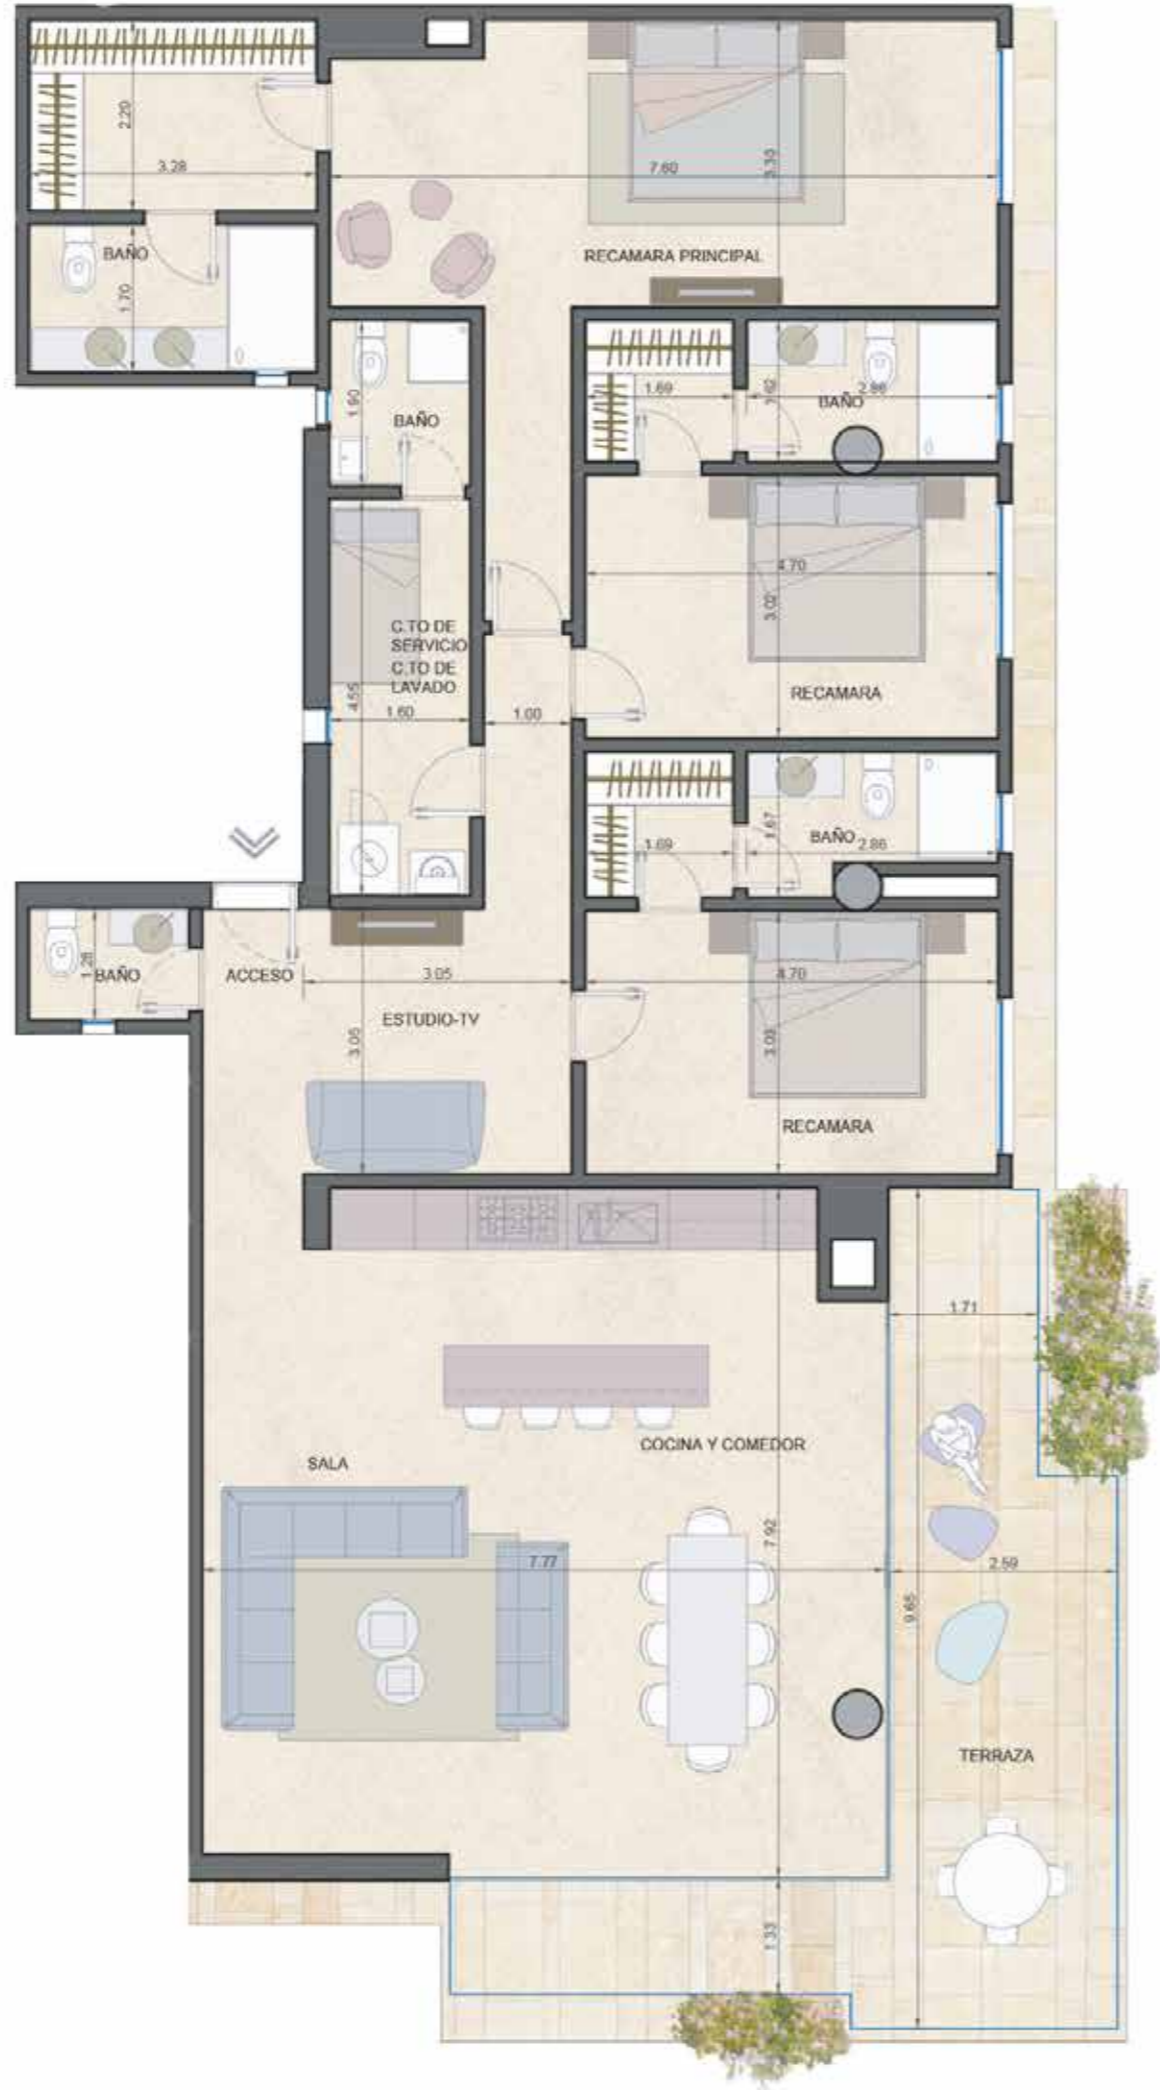 2.20
3.28
7.60
3.30
RECAMARA PRINCIPAL
BAÑO
1.70
1.90
BAÑO
1.69
2.86
BAÑO
4.70
3.02
RECAMARA
C.TO DE
SERVICIO
C.TO DE
LAVADO
4.55
1.60
1.00
1.69
1.67
BAÑO
2.86
1.28
BAÑO
ACCESO
3.05
ESTUDIO-TV
3.05
4.70
3.03
RECAMARA
1.71
COCINA Y COMEDOR
SALA
7.92
7.77
2.59
9.65
TERRAZA
1.33